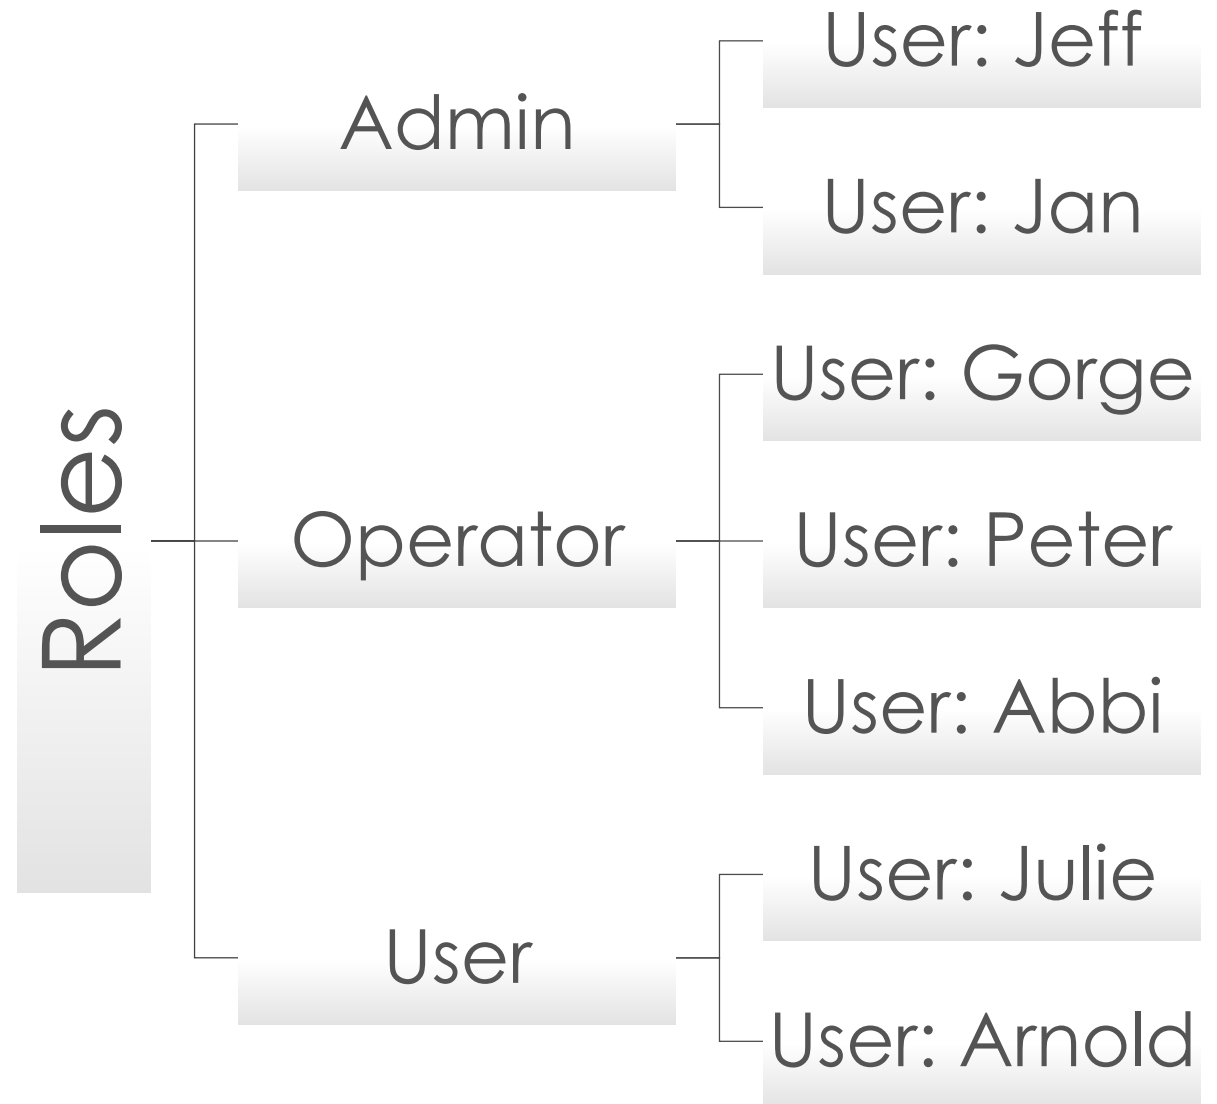 Roles
Admin
User: Jeff
User: Jan
Operator
User: Gorge
User: Peter
User: Abbi
User
User: Julie
User: Arnold